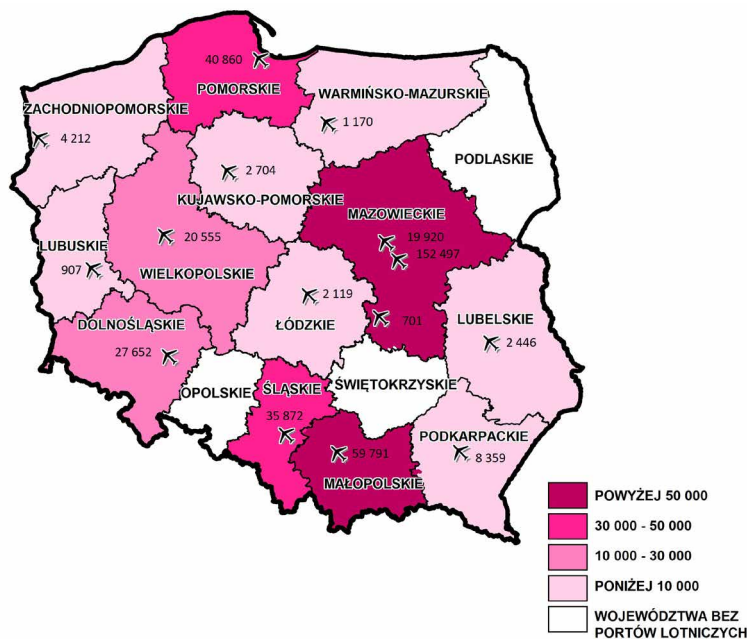 40 860
POMORSKIE
WARMIŃSKO-MAZURSKIE
ZACHODNIOPOMORSKIE
1 170
4 212
PODLASKIE
2 704
KUJAWSKO-POMORSKIE
MAZOWIECKIE
19 920
20 555
LUBUSKIE
152 497
907
WIELKOPOLSKIE
2 119
701
DOLNOŚLĄSKIE
ŁÓDZKIE
LUBELSKIE
2 446
27 652
OPOLSKIE
ŚLĄSKIE
ŚWIĘTOKRZYSKIE
35 872
PODKARPACKIE
59 791
8 359
MAŁOPOLSKIE
POWYŻEJ 50 000
30 000 - 50 000
10 000 - 30 000
PONIŻEJ 10 000
WOJEWÓDZTWA BEZ
PORTÓW LOTNICZYCH